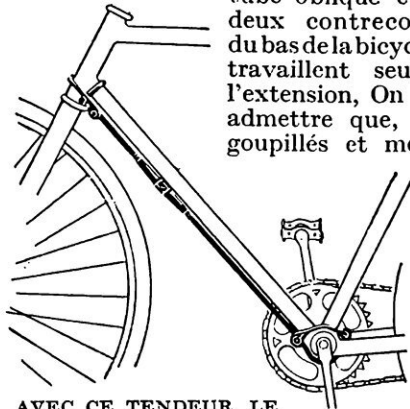 tube oblique
deux contreco
du bas de la bicyc
travaillent seu
l'extension, On
admettre que,
goupillés et me
AVEC CE TENDEUR, LE